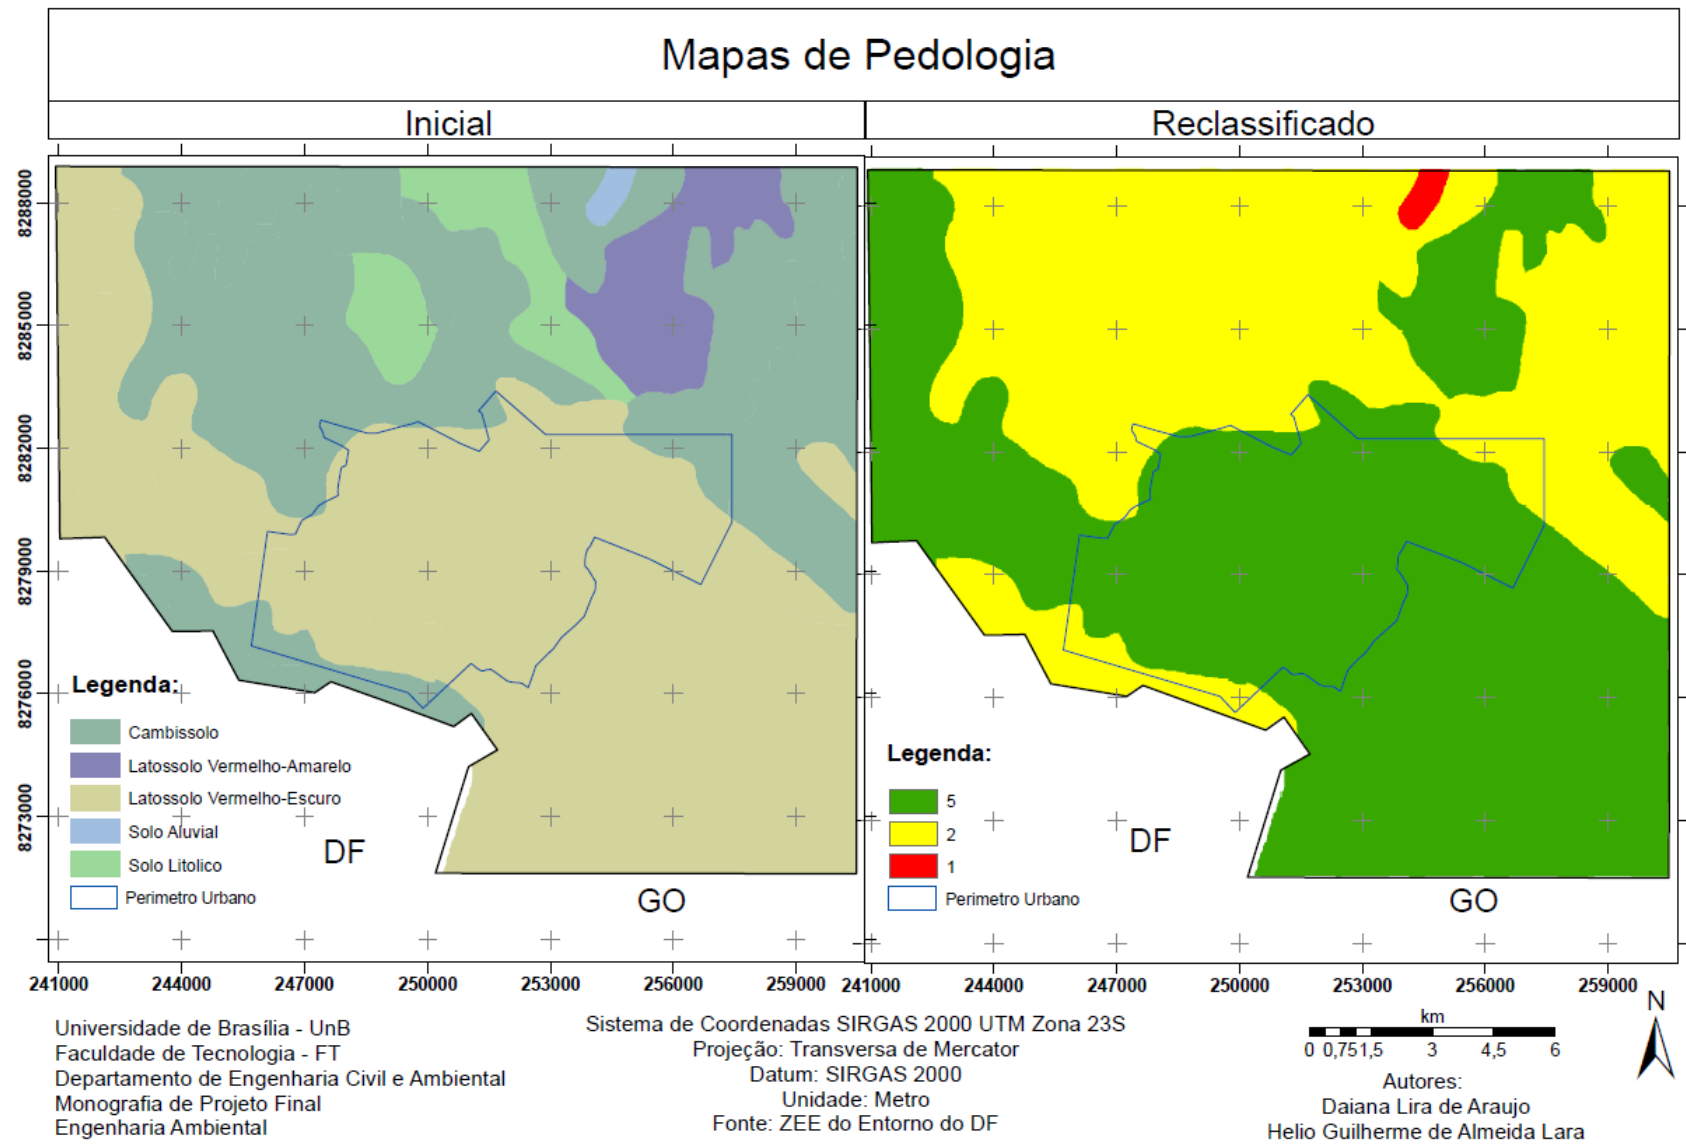 Mapas de Pedologia
Inicial
Reclassificado
8288000
8285000
8282000
8279000
8276000
8273000
Legenda:
Cambissolo
Latossolo Vermelho-Amarelo
Latossolo Vermelho-Escuro
Solo Aluvial
Solo Litolico
Perimetro Urbano
DF
GO
241000 244000 247000 250000 253000 256000 259000
Legenda:
5
2
1
Perimetro Urbano
DF
GO
241000 244000 247000 250000 253000 256000 259000
Universidade de Brasília - UnB
Faculdade de Tecnologia - FT
Departamento de Engenharia Civil e Ambiental
Monografia de Projeto Final
Engenharia Ambiental
Sistema de Coordenadas SIRGAS 2000 UTM Zona 23S
Projeção: Transversa de Mercator
Datum: SIRGAS 2000
Unidade: Metro
Fonte: ZEE do Entorno do DF
km
0 0,75 1,5 3 4,5 6
N
Autores:
Daiana Lira de Araujo
Helio Guilherme de Almeida Lara